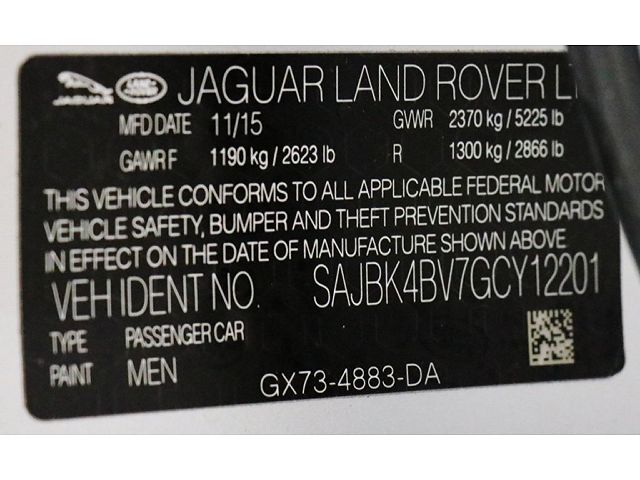 JAGUAR LAND ROVER JAGUAR LAND ROVER
MFD DATE 11/15 GVWR 2370 kg / 5225 lb
GAWR F 1190 kg / 2623 lb R 1300 kg / 2866 lb
THIS VEHICLE CONFORMS TO ALL APPLICABLE FEDERAL MOTOR
VEHICLE SAFETY, BUMPER AND THEFT PREVENTION STANDARDS
IN EFFECT ON THE DATE OF MANUFACTURE SHOWN ABOVE
VEH IDENT NO. SAJBK4BV7GCY12201
TYPE PASSENGER CAR
PAINT MEN
GX73-4883-DA